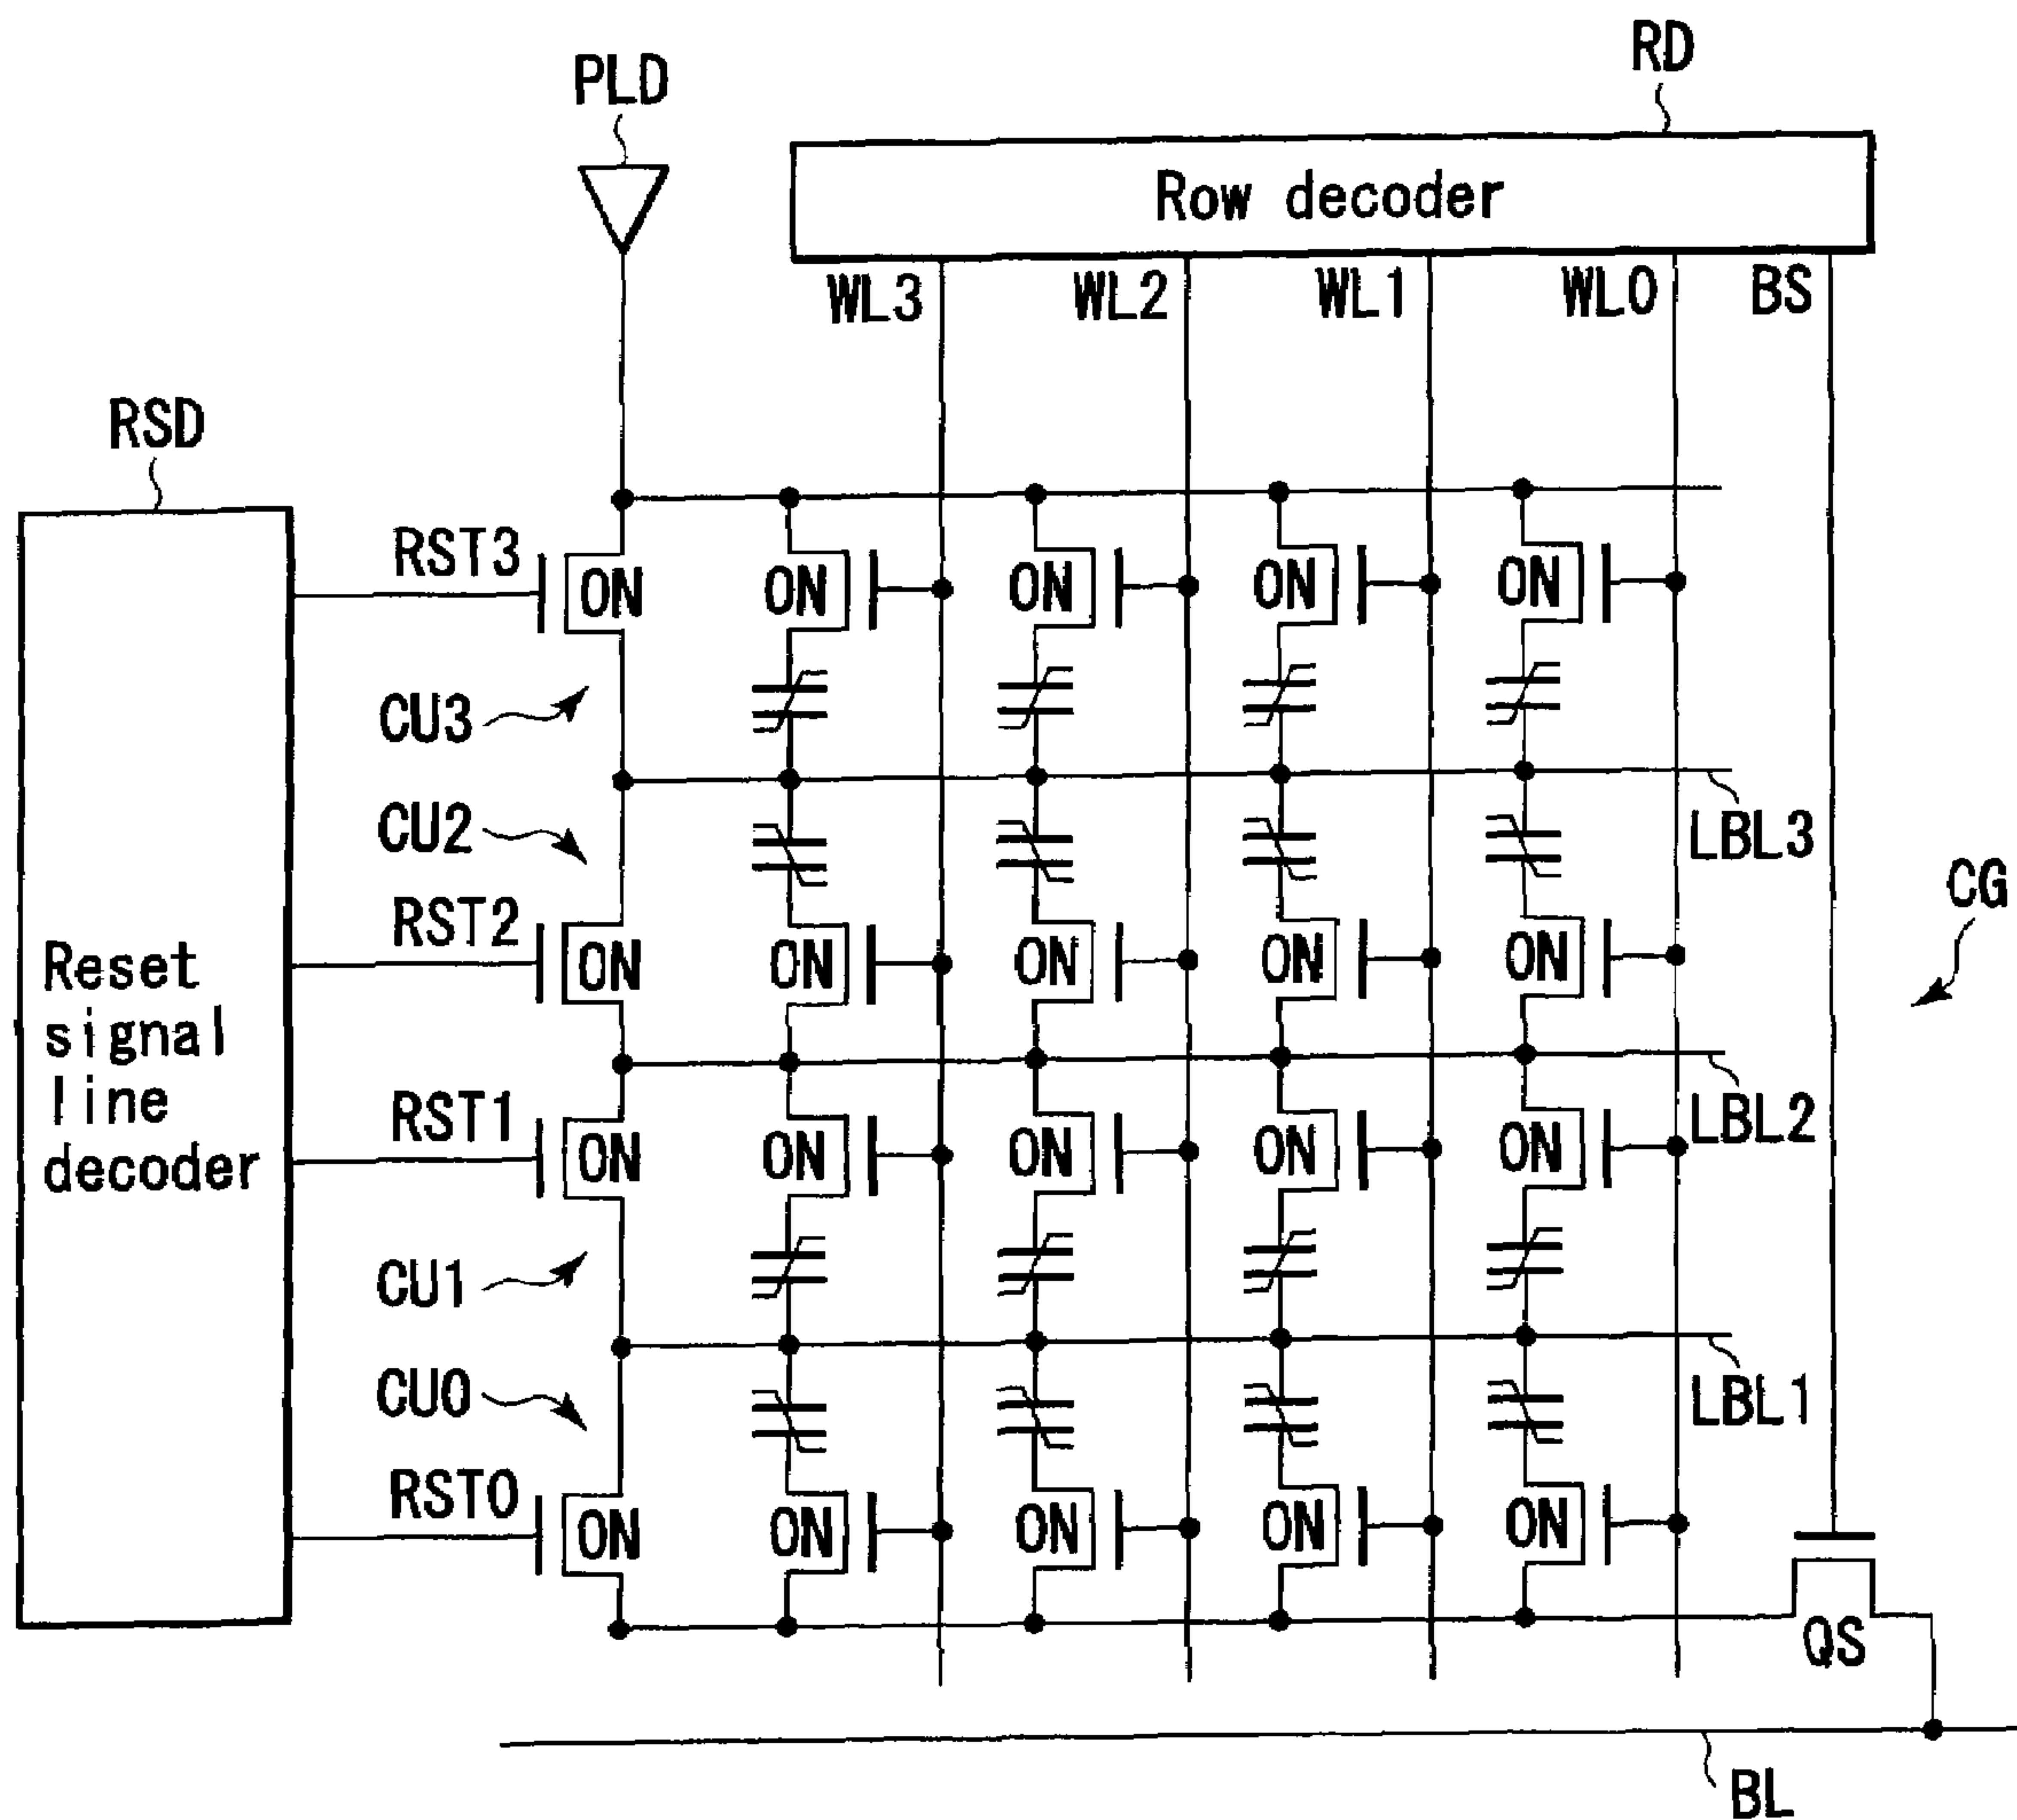 RD
PLD
Row decoder
WL3 WL2 WL1 WL0 BS
RSD
RST3 ON ON ON ON ON
CU3
CU2
LBL3
CG
RST2 ON ON ON ON ON
Reset
signal
line
decoder
RST1 ON ON ON ON ON
LBL2
CU1
CU0
LBL1
RST0 ON ON ON ON ON
QS
BL